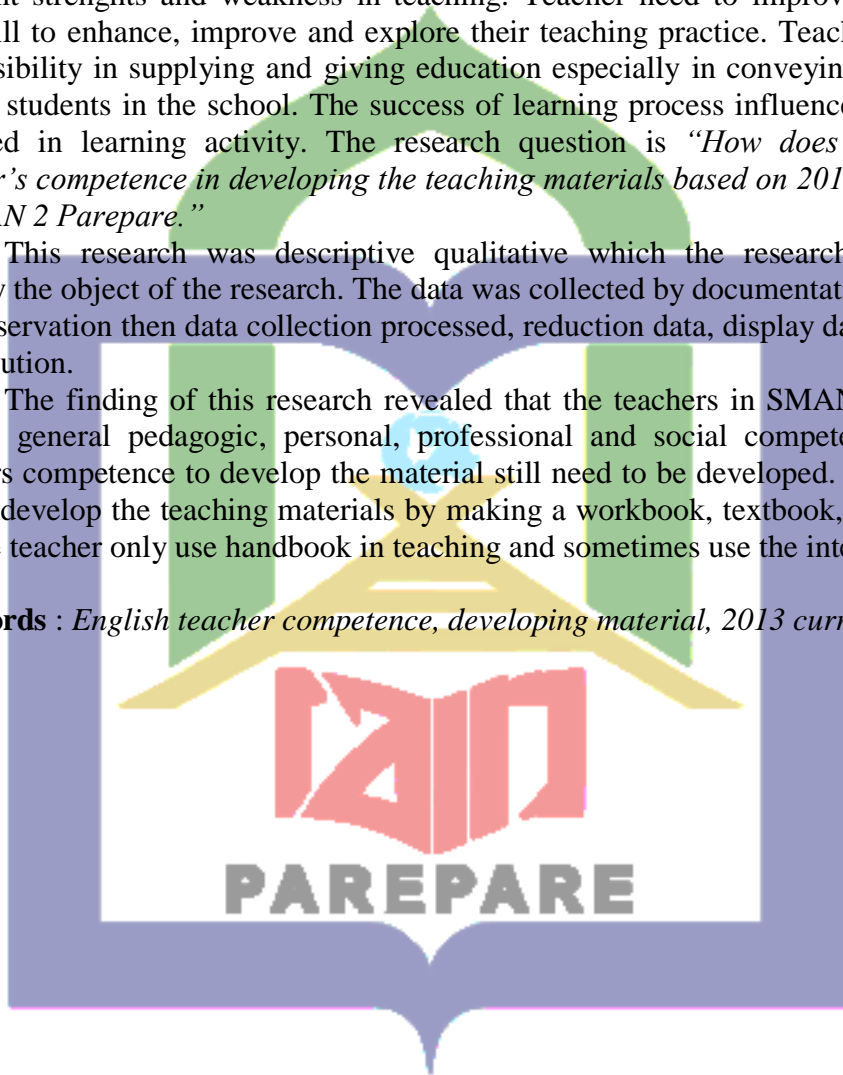 strenghts and weakness in teaching. Teacher need to improv
to enhance, improve and explore their teaching practice. Teach
in supplying and giving education especially in conveyin
students in the school. The success of learning process influence
in learning activity. The research question is “How does
’s competence in developing the teaching materials based on 201
2 Parepare.”
This research was descriptive qualitative which the research
the object of the research. The data was collected by documentat
servation then data collection processed, reduction data, display da
ution.
The finding of this research revealed that the teachers in SMAN
general pedagogic, personal, professional and social compete
rs competence to develop the material still need to be developed.
develop the teaching materials by making a workbook, textbook,
teacher only use handbook in teaching and sometimes use the inte
ords : English teacher competence, developing material, 2013 curr
iain
PAREPARE